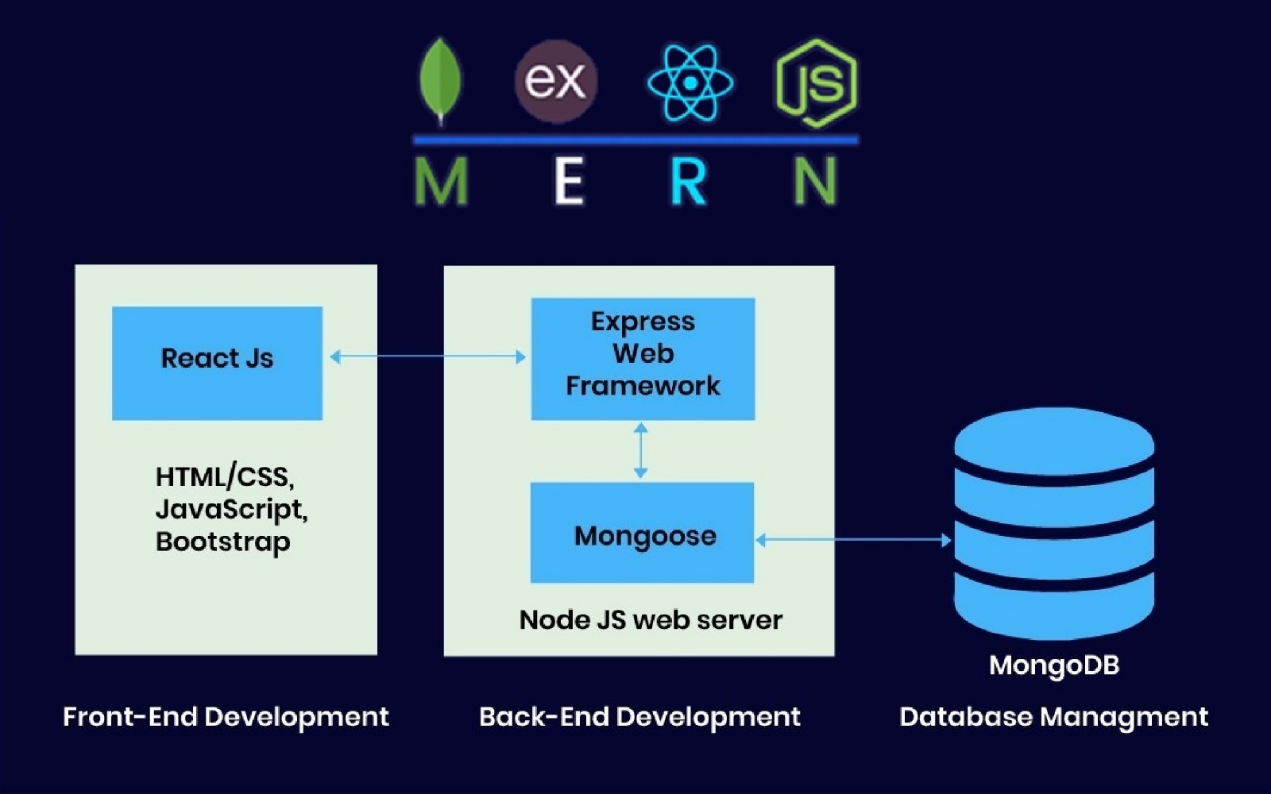 ex
JS
M E R N
React Js
HTML/CSS,
JavaScript,
Bootstrap
Express
Web
Framework
Mongoose
Node JS web server
MongoDB
Front-End Development
Back-End Development
Database Managment